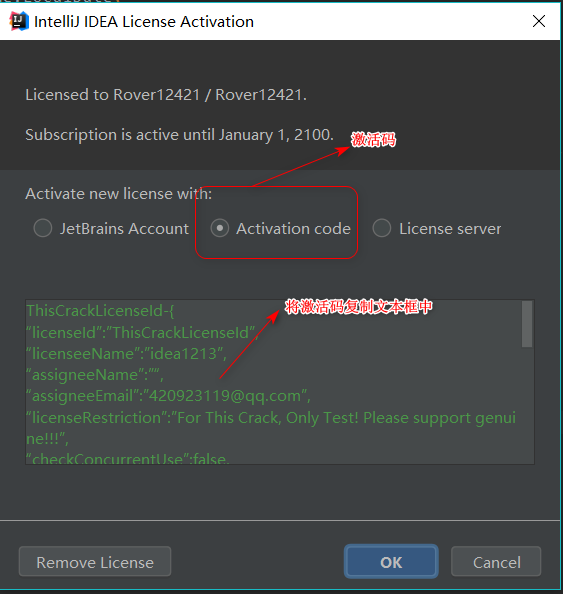 IntelliJ IDEA License Activation
Licensed to Rover12421 / Rover12421.
Subscription is active until January 1, 2100.
激活码
Activate new license with:
JetBrains Account Activation code License server
将激活码复制文本框中
ThisCrackLicenseId-{
“licenseId”:”ThisCrackLicenseId”,
“licenseeName”:”idea1213”,
“assigneeName”:”“,
“assigneeEmail”:”420923119@qq.com”,
“licenseRestriction”:”For This Crack, Only Test! Please support genui
ne!!!”,
“checkConcurrentUse”:false,
Remove License OK Cancel